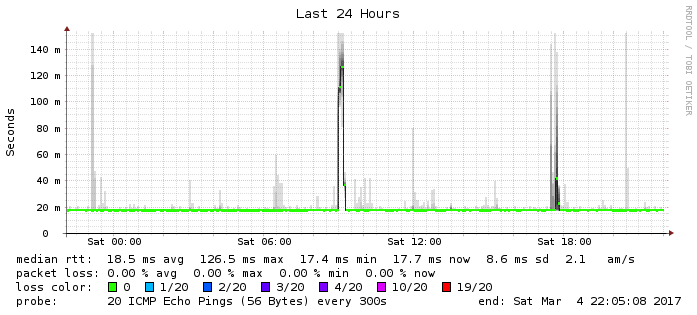 Last 24 Hours
RRDTOOL / TOBI OETIKER
Seconds
140 m
120 m
100 m
80 m
60 m
40 m
20 m
0
Sat 00:00 Sat 06:00 Sat 12:00 Sat 18:00
median rtt: 18.5 ms avg 126.5 ms max 17.4 ms min 17.7 ms now 8.6 ms sd 2.1 am/s
packet loss: 0.00 % avg 0.00 % max 0.00 % min 0.00 % now
loss color: 0 1/20 2/20 3/20 4/20 10/20 19/20
probe: 20 ICMP Echo Pings (56 Bytes) every 300s end: Sat Mar 4 22:05:08 2017